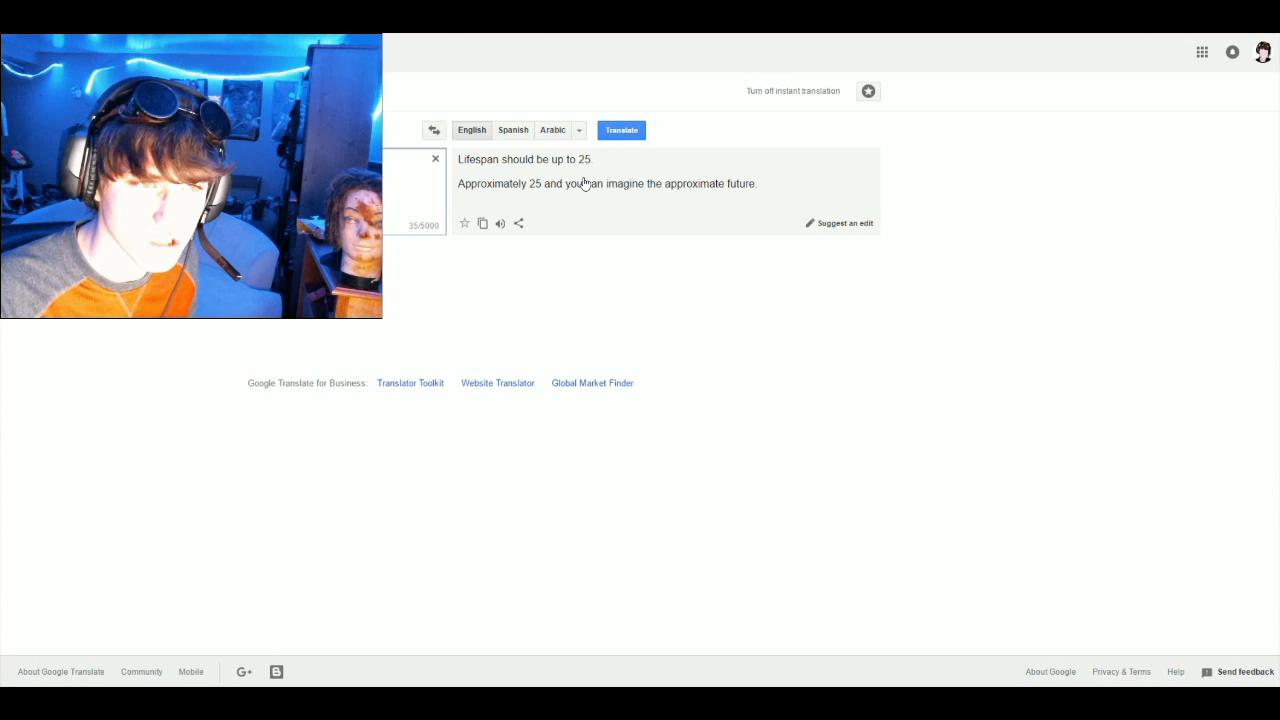 Turn off instant translation
English Spanish Arabic Translate
Lifespan should be up to 25.
Approximately 25 and you can imagine the approximate future.
35/5000
Suggest an edit
Google Translate for Business: Translator Toolkit Website Translator Global Market Finder
About Google Translate Community Mobile G+ B About Google Privacy & Terms Help Send feedback